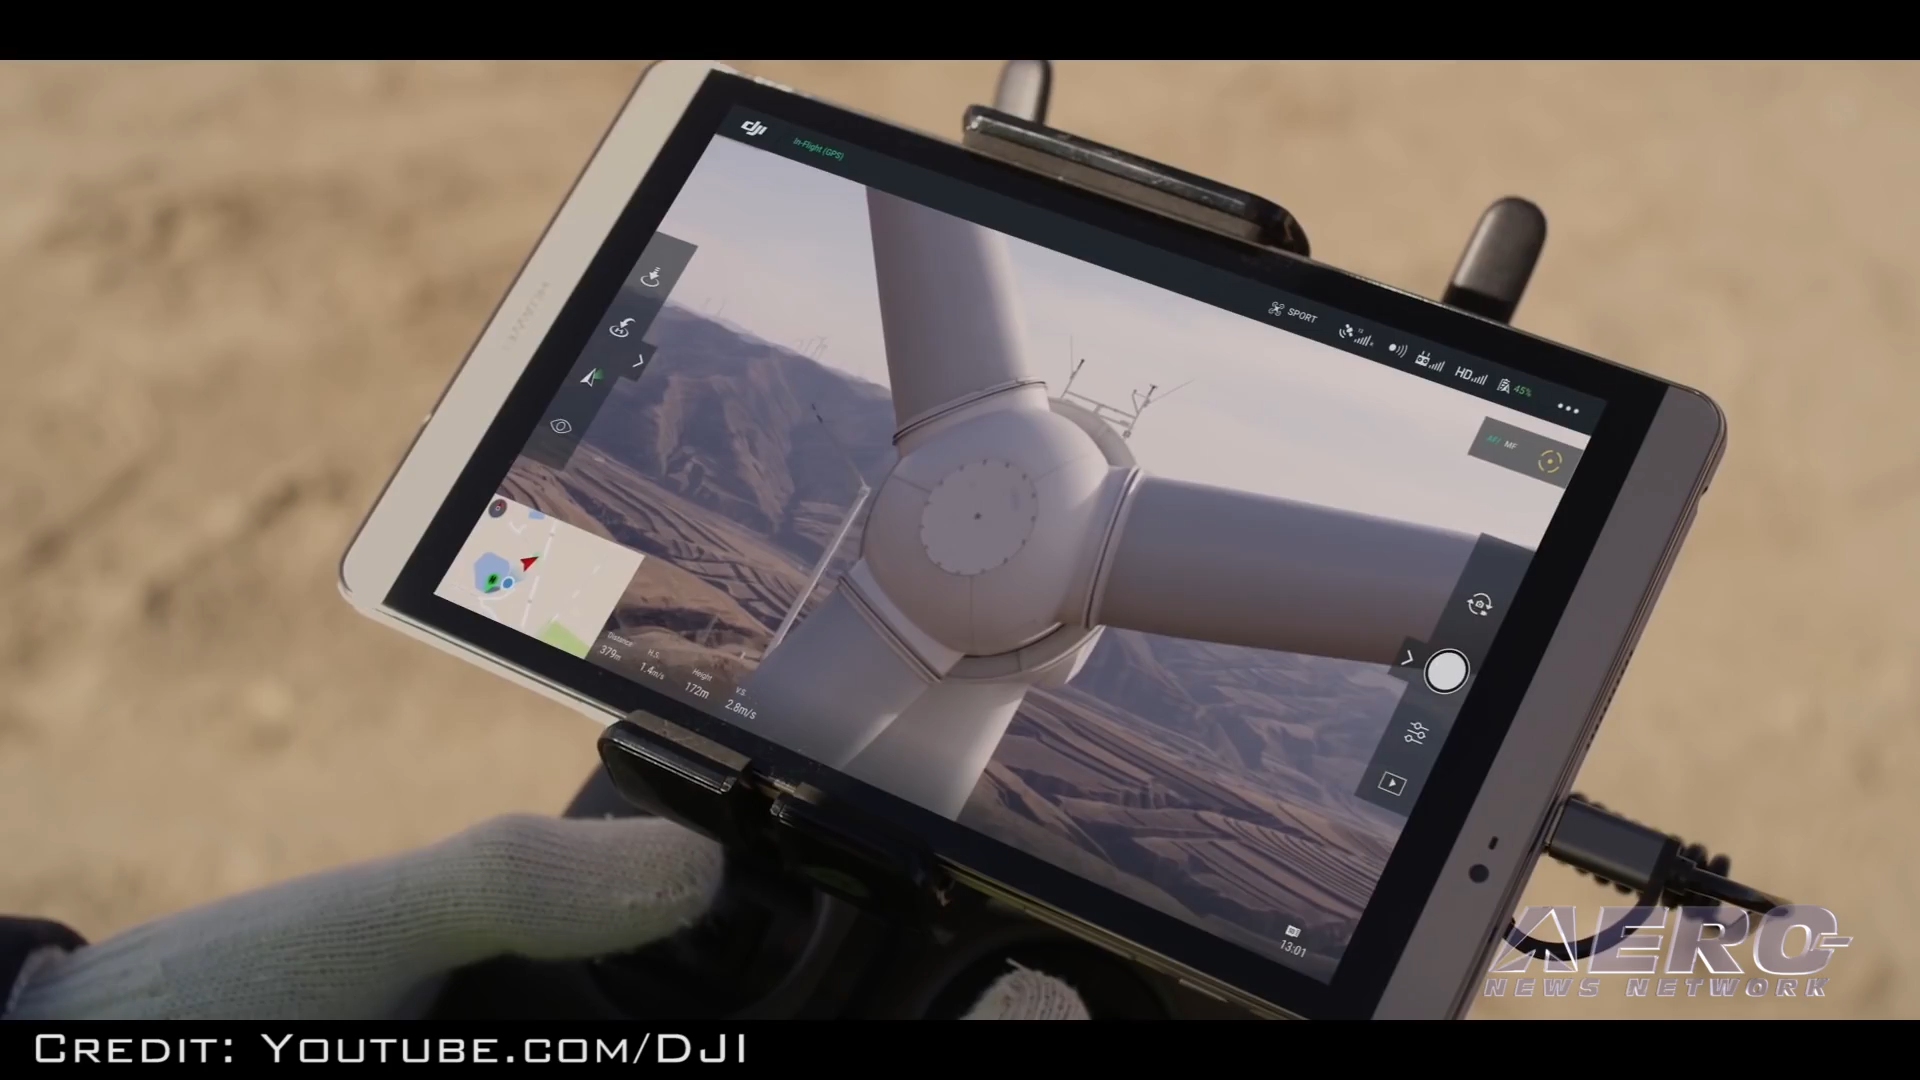 dji
In-Flight (GPS)
SPORT
HD
45%
MF
N
Distance
379m
H.S.
1.4m/s
Height
172m
V.S.
2.8m/s
13:01
AERO
NEWS NETWORK
CREDIT: YOUTUBE.COM/DJI